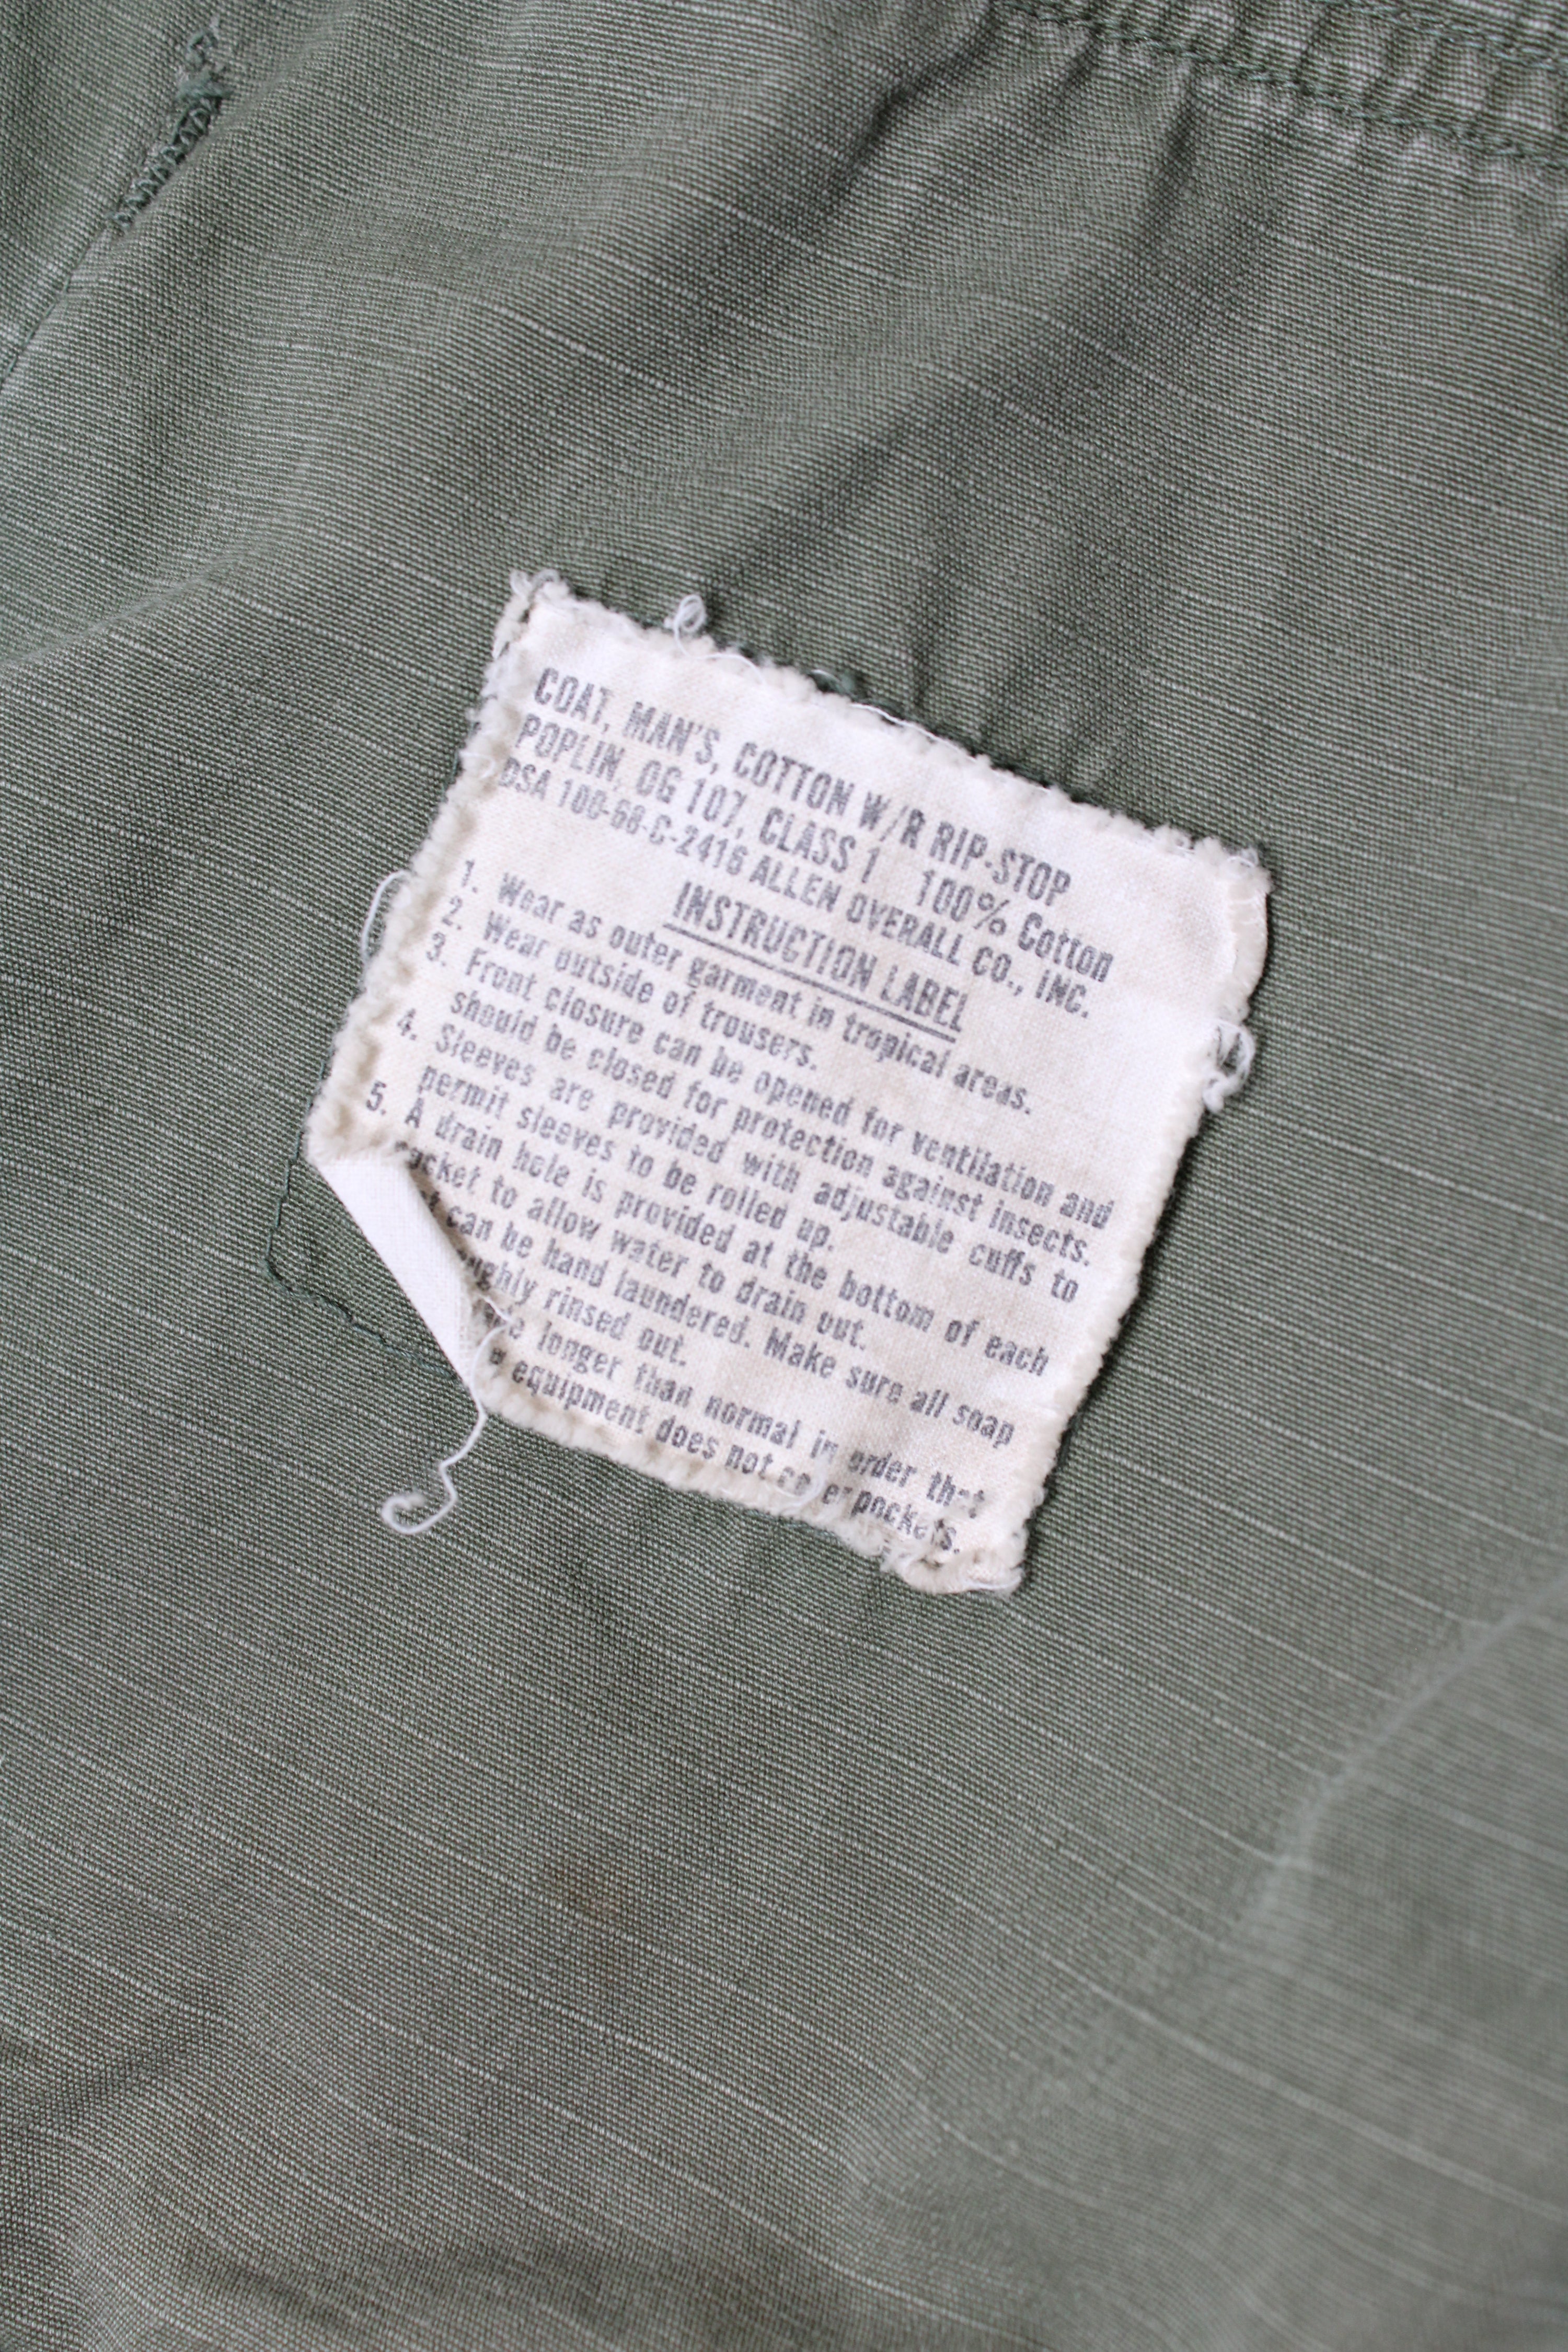 COAT, MAN'S, COTTON W/R RIP-STOP
POPLIN, OG 107, CLASS 1 100% Cotton
DSA 100-68-C-2416 ALLEN OVERALL CO., INC.
INSTRUCTION LABEL
1. Wear as outer garment in tropical areas.
2. Wear outside of trousers.
3. Front closure can be opened for ventilation and
should be closed for protection against insects.
4. Sleeves are provided with adjustable cuffs to
permit sleeves to be rolled up.
5. A drain hole is provided at the bottom of each
to allow water to drain out.
can be hand laundered. Make sure all soap
rinsed out.
longer than normal in order that
equipment does not pockets.